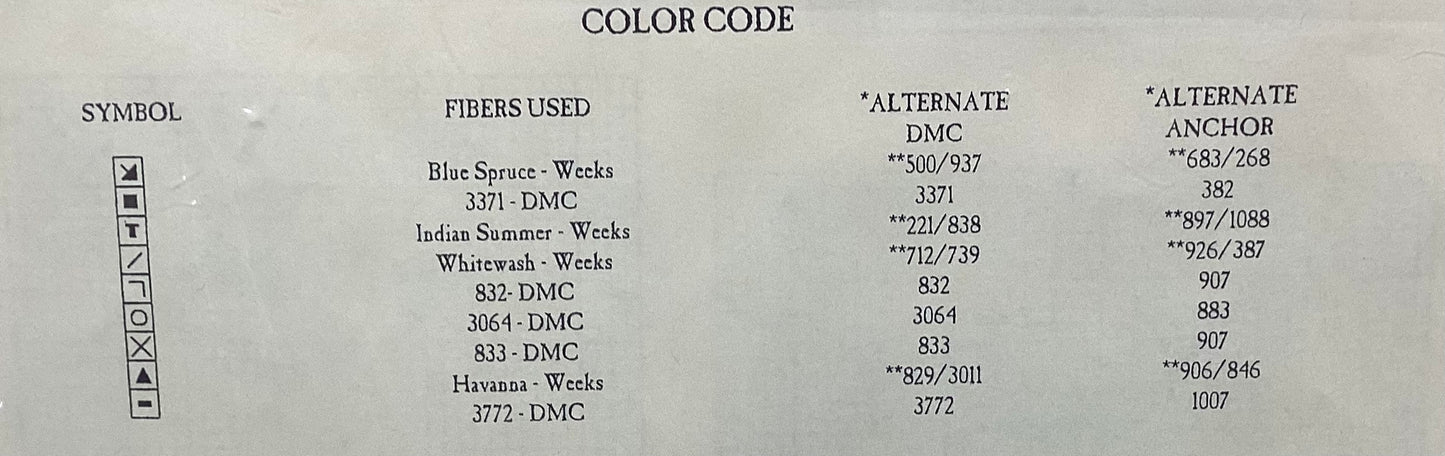 COLOR CODE
SYMBOL FIBERS USED *ALTERNATE DMC *ALTERNATE ANCHOR
Blue Spruce - Weeks **500/937 **683/268
3371 - DMC 3371 382
T Indian Summer - Weeks **221/838 **897/1088
Whitewash - Weeks **712/739 **926/387
832- DMC 832 907
3064 - DMC 3064 883
833 - DMC 833 907
Havanna - Weeks **829/3011 **906/846
3772 - DMC 3772 1007